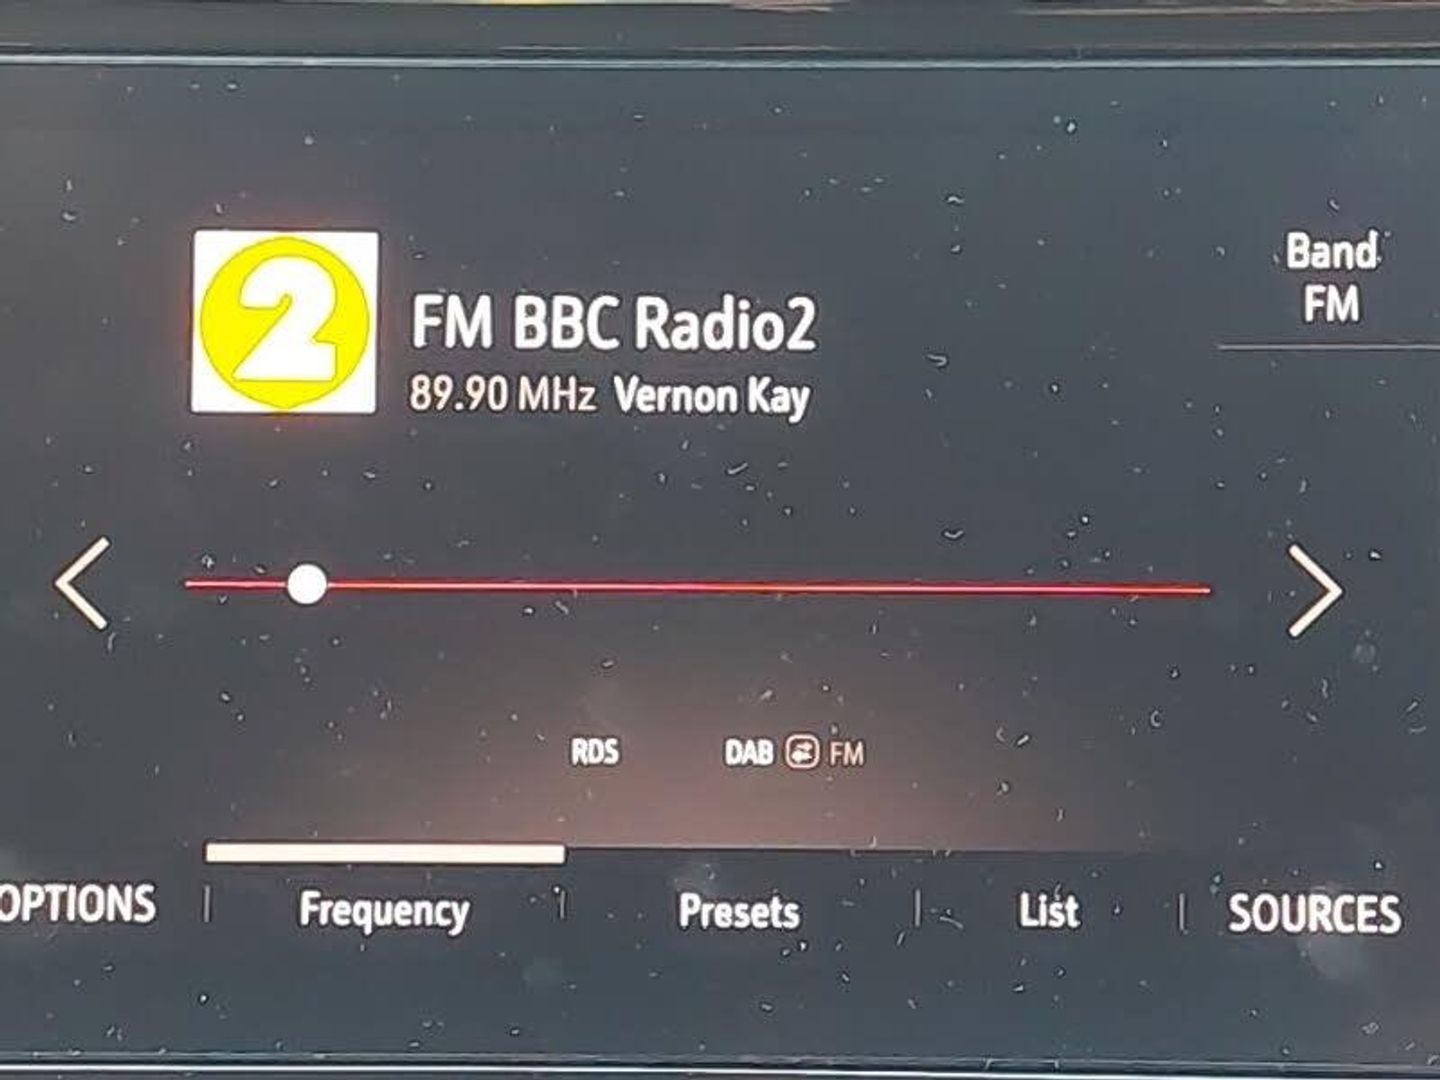 2
FM BBC Radio2
89.90 MHz Vernon Kay
Band
FM
RDS
DAB FM
OPTIONS
Frequency
Presets
List
SOURCES